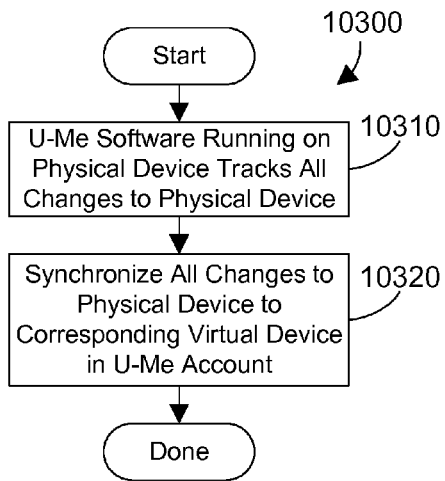 10300
Start
10310
U-Me Software Running on
Physical Device Tracks All
Changes to Physical Device
10320
Synchronize All Changes to
Physical Device to
Corresponding Virtual Device
in U-Me Account
Done